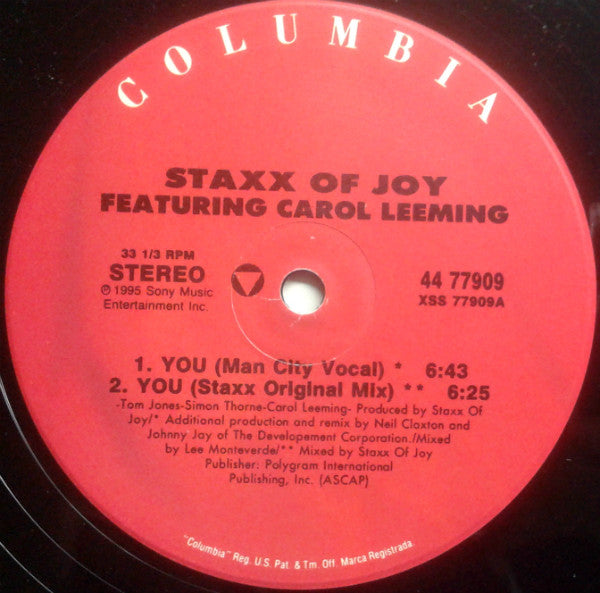 COLUMBIA
STAXX OF JOY
FEATURING CAROL LEEMING
33 1/3 RPM
STEREO
℗ 1995 Sony Music
Entertainment Inc.
44 77909
XSS 77909A
1. YOU (Man City Vocal) * 6:43
2. YOU (Staxx Original Mix) ** 6:25
-Tom Jones-Simon Thorne-Carol Leeming- Produced by Staxx Of
Joy/* Additional production and remix by Neil Claxton and
Johnny Jay of The Developement Corporation./Mixed
by Lee Monteverde/** Mixed by Staxx Of Joy
Publisher: Polygram International
Publishing, Inc. (ASCAP)
"Columbia" Reg. U.S. Pat. & Tm. Off. Marca Registrada.